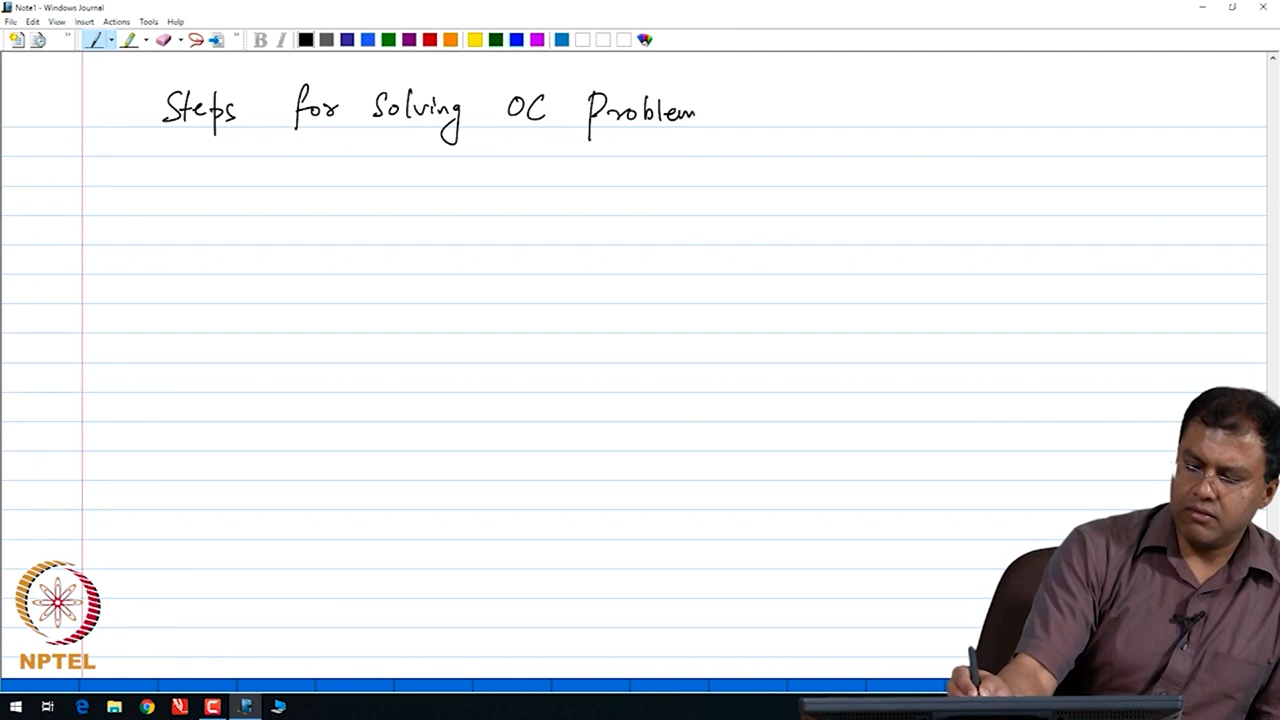 Note1 - Windows Journal
File Edit View Insert Actions Tools Help
B I
Steps for Solving OC Problem
NPTEL